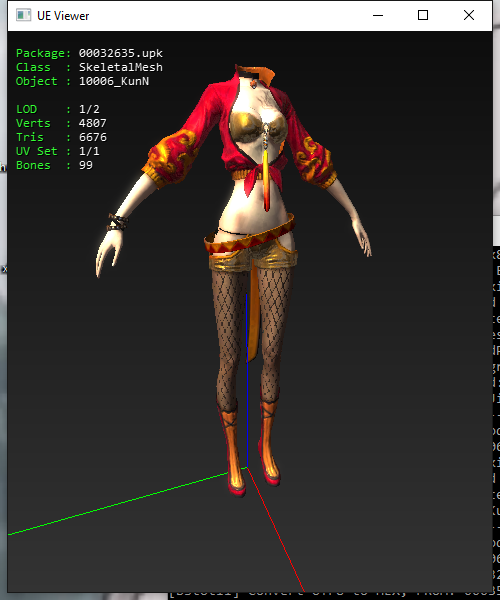 UE Viewer
Package: 00032635.upk
Class : SkeletalMesh
Object : 10006_KunN
LOD : 1/2
Verts : 4807
Tris : 6676
UV Set : 1/1
Bones : 99